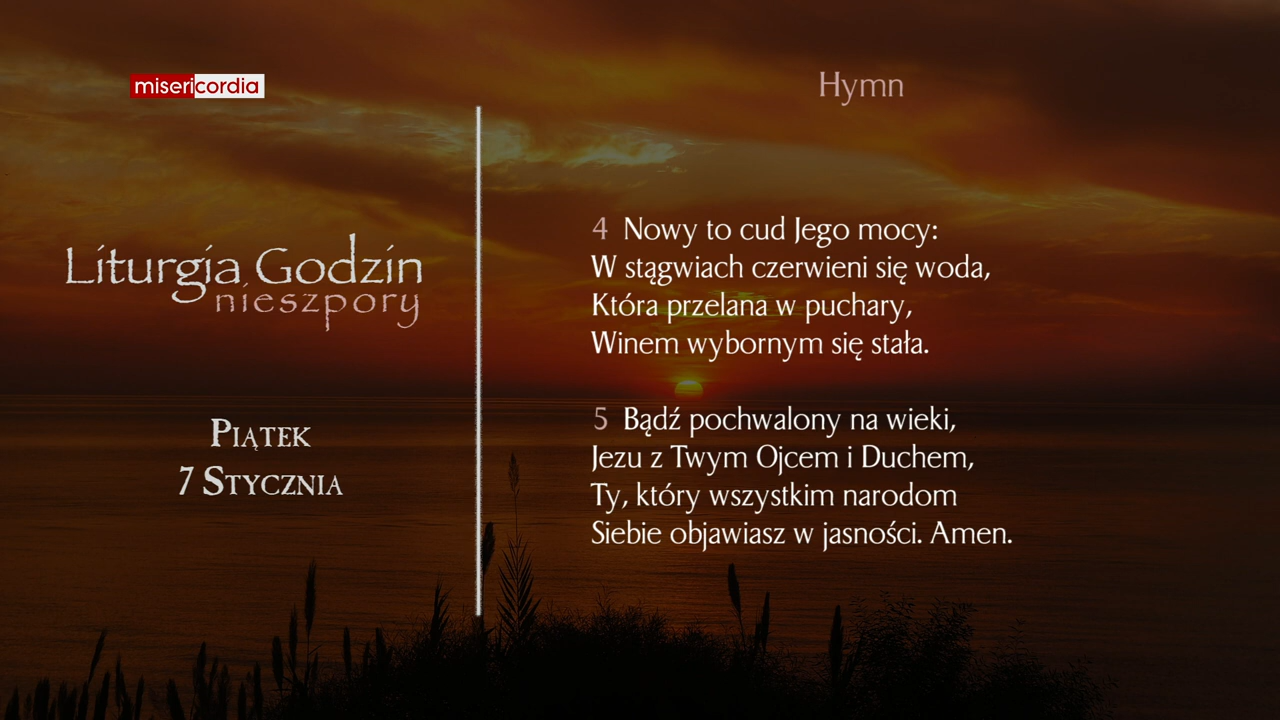 misericordia
Hymn
Liturgia Godzin
nieszpory
Piątek
7 Stycznia
4 Nowy to cud Jego mocy:
W stągwiach czerwieni się woda,
Która przelana w puchary,
Winem wybornym się stała.
5 Bądź pochwalony na wieki,
Jezu z Twym Ojcem i Duchem,
Ty, który wszystkim narodom
Siebie objawiasz w jasności. Amen.